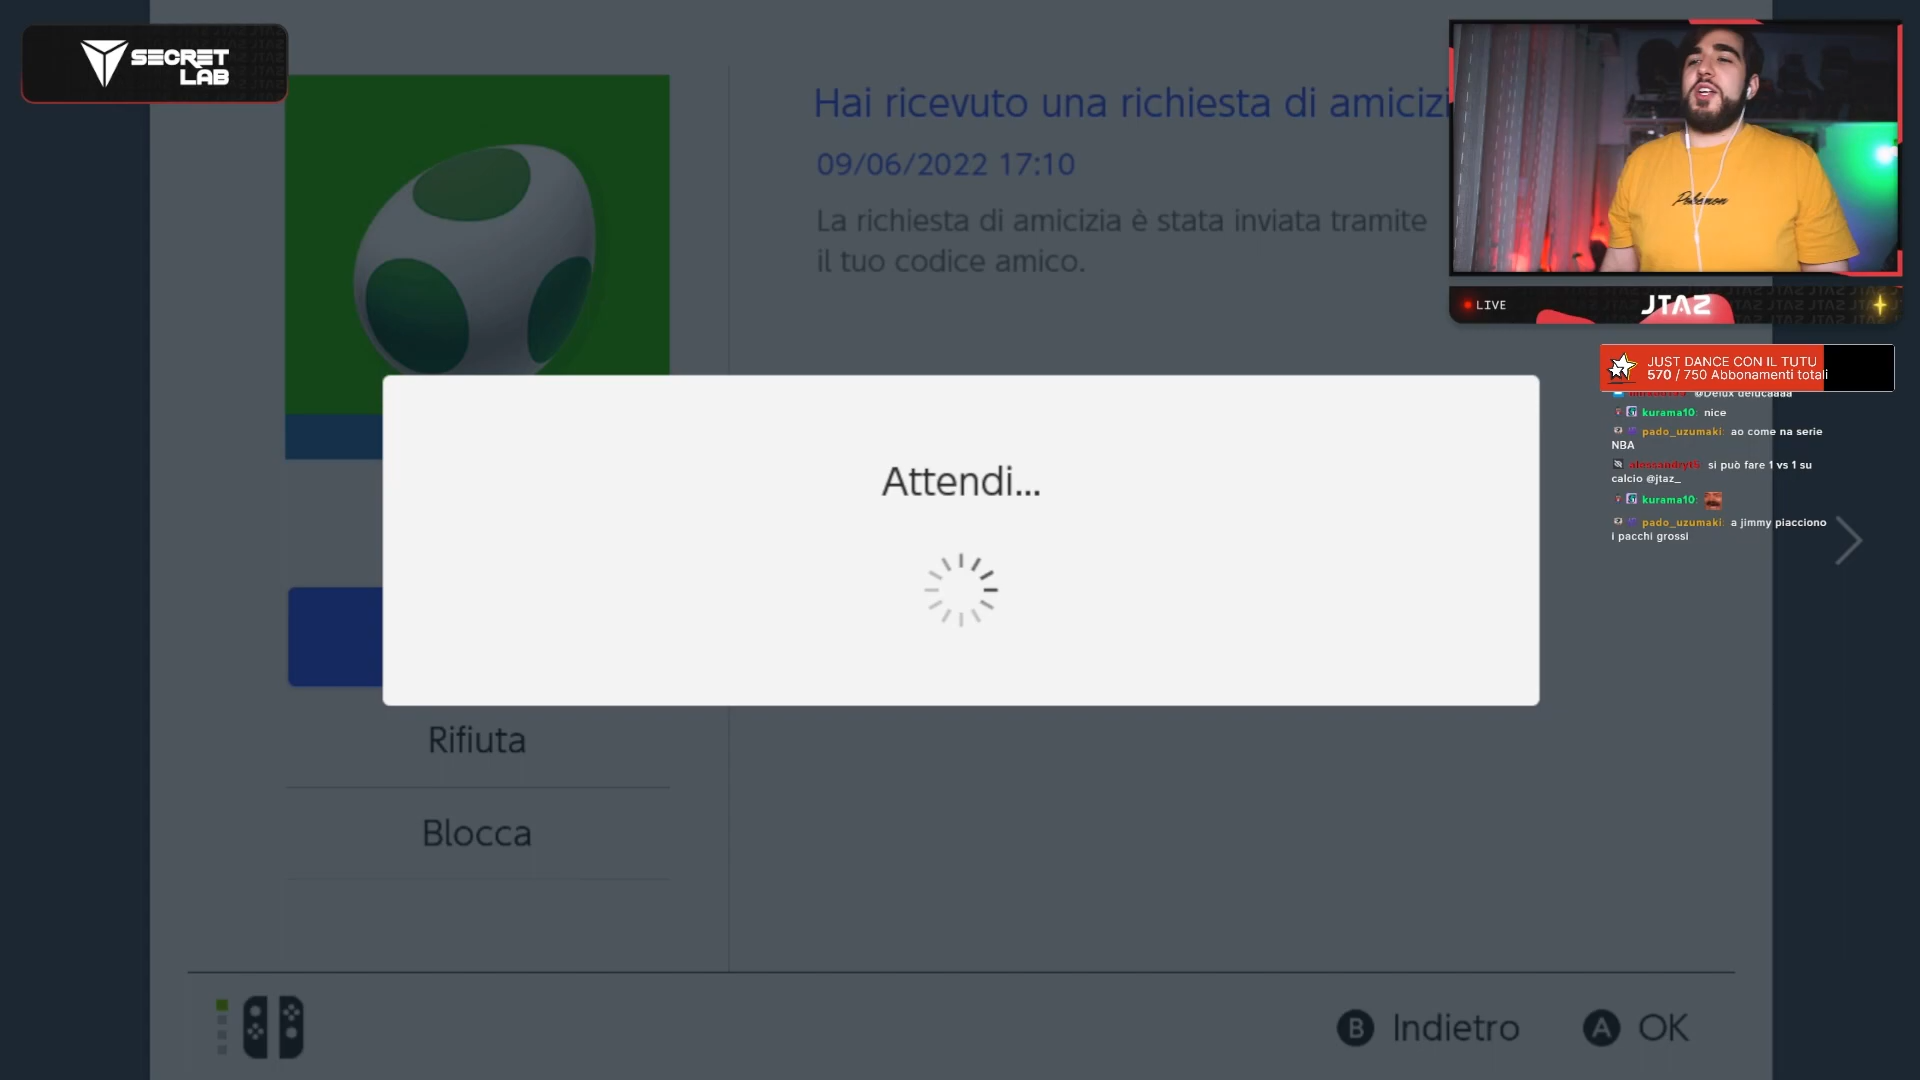 SECRET
LAB
Hai ricevuto una richiesta di amicizi
09/06/2022 17:10
La richiesta di amicizia è stata inviata tramite
il tuo codice amico.
Pokémon
LIVE
JTAZ
JUST DANCE CON IL TUTU
570 / 750 Abbonamenti totali
@Delux delucaaaa
kurama10: nice
pado_uzumaki: ao come na serie
NBA
si può fare 1 vs 1 su
calcio @jtaz_
kurama10:
pado_uzumaki: a jimmy piacciono
i pacchi grossi
Attendi...
Rifiuta
Blocca
B Indietro
A OK